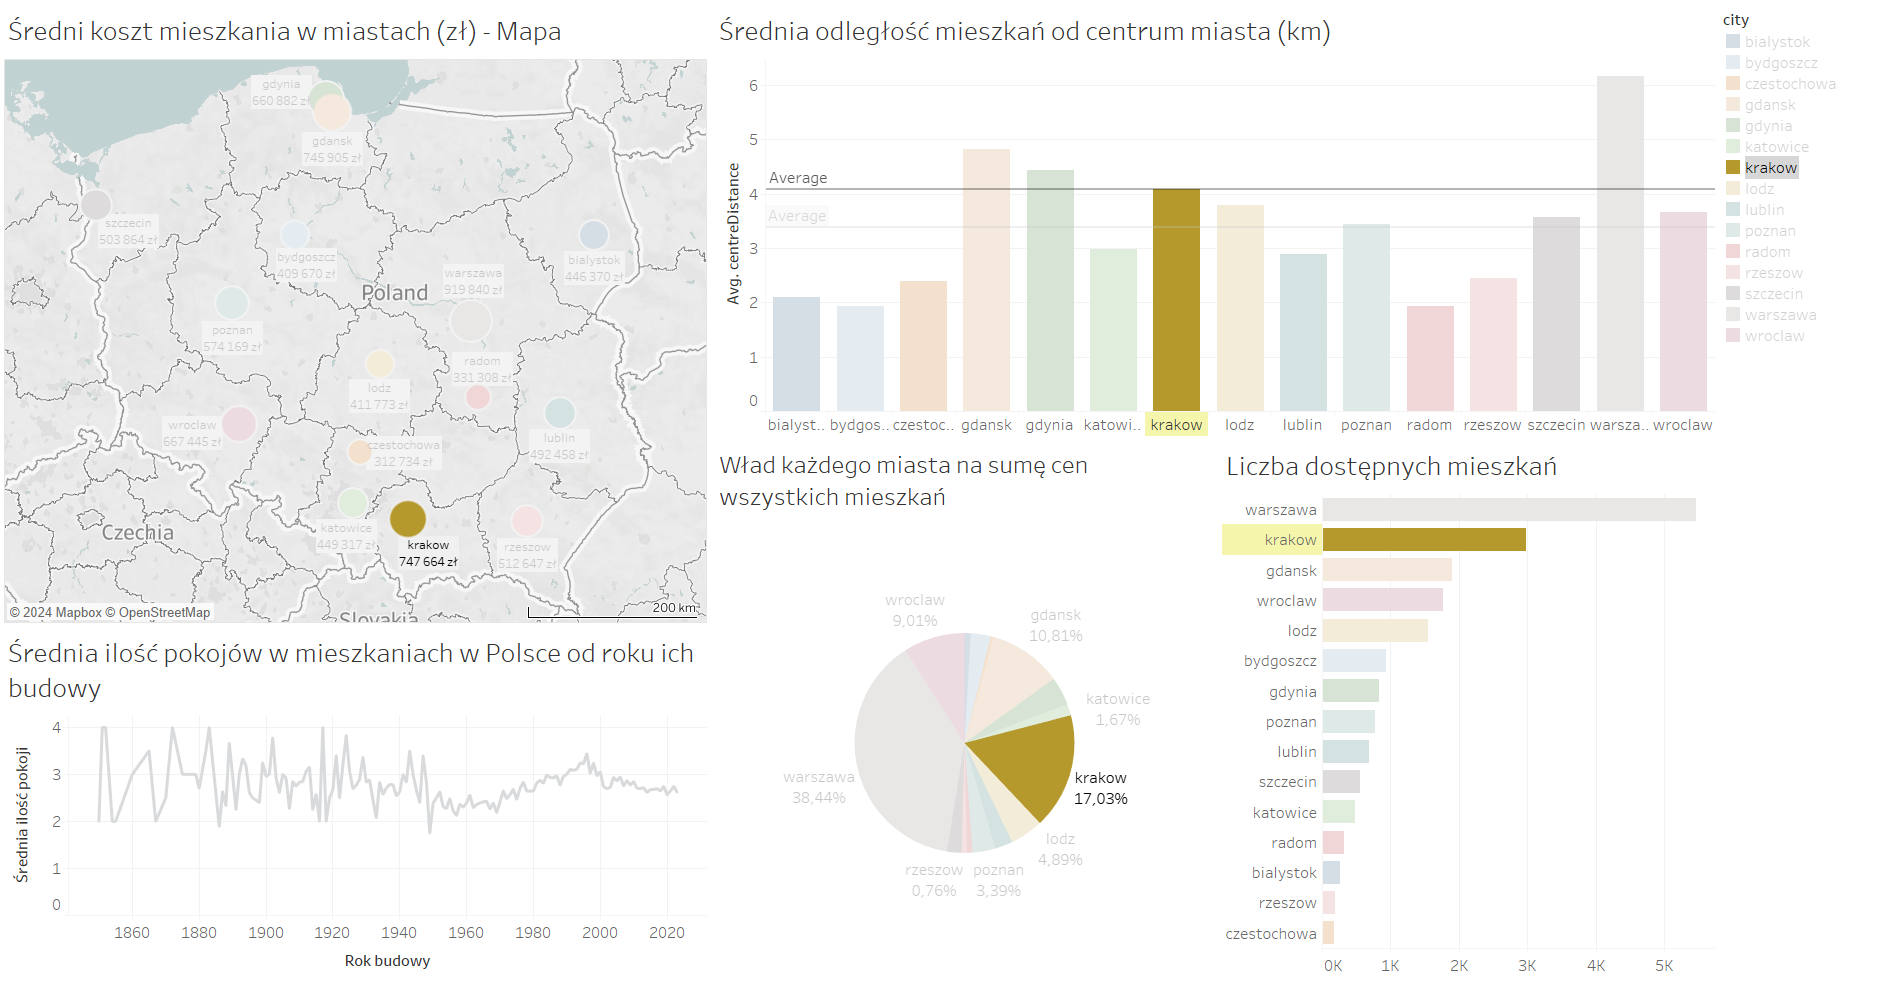 Średni koszt mieszkania w miastach (zł) - Mapa
gdynia
660 882 zł
gdansk
745 905 zł
szczecin
503 864 zł
bydgoszcz
409 670 zł
bialystok
446 370 zł
warszawa
919 840 zł
Poland
poznan
574 169 zł
radom
331 308 zł
lodz
411 773 zł
wroclaw
667 445 zł
lublin
492 458 zł
czestochowa
312 734 zł
katowice
449 317 zł
krakow
747 664 zł
rzeszow
512 647 zł
Czechia
Slovakia
© 2024 Mapbox © OpenStreetMap
200 km
Średnia odległość mieszkań od centrum miasta (km)
Avg. centreDistance
6
5
4
3
2
1
0
Average
Average
bialyst.. bydgos.. czestoc.. gdansk gdynia katowi.. krakow lodz lublin poznan radom rzeszow szczecin warsza.. wroclaw
city
bialystok
bydgoszcz
czestochowa
gdansk
gdynia
katowice
krakow
lodz
lublin
poznan
radom
rzeszow
szczecin
warszawa
wroclaw
Średnia ilość pokojów w mieszkaniach w Polsce od roku ich
budowy
Średnia ilość pokoji
4
3
2
1
0
1860 1880 1900 1920 1940 1960 1980 2000 2020
Rok budowy
Wład każdego miasta na sumę cen
wszystkich mieszkań
wroclaw
9,01%
gdansk
10,81%
katowice
1,67%
krakow
17,03%
lodz
4,89%
poznan
3,39%
rzeszow
0,76%
warszawa
38,44%
Liczba dostępnych mieszkań
warszawa
krakow
gdansk
wroclaw
lodz
bydgoszcz
gdynia
poznan
lublin
szczecin
katowice
radom
bialystok
rzeszow
czestochowa
0K 1K 2K 3K 4K 5K